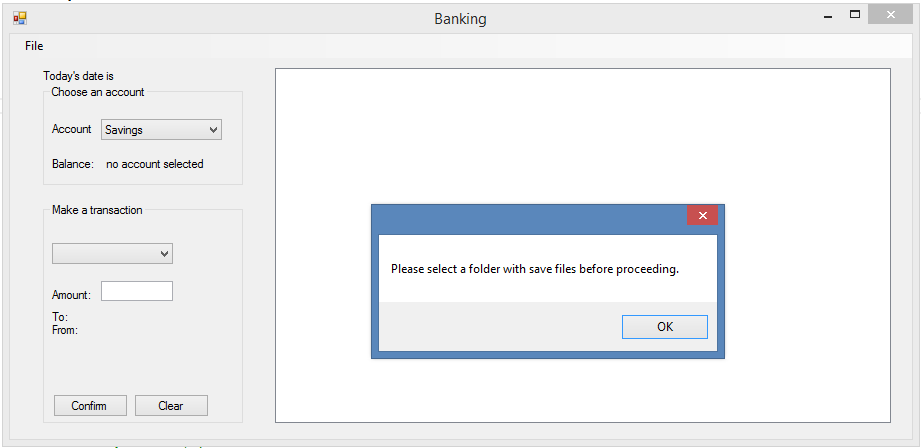 Banking
File
Today's date is
Choose an account
Account Savings
Balance: no account selected
Make a transaction
Amount:
To:
From:
Confirm Clear
Please select a folder with save files before proceeding.
OK